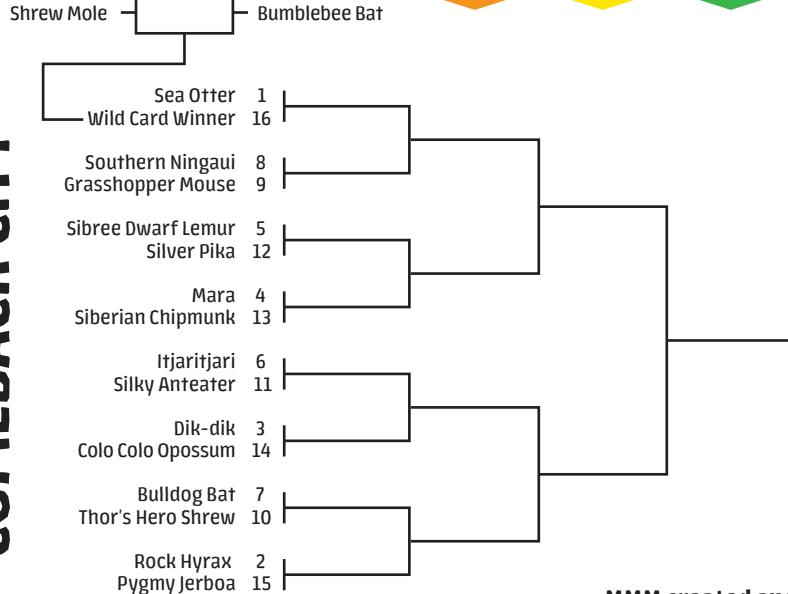 Shrew Mole Bumblebee Bat
Sea Otter 1
Wild Card Winner 16
Southern Ningaui 8
Grasshopper Mouse 9
Sibree Dwarf Lemur 5
Silver Pika 12
Mara 4
Siberian Chipmunk 13
Itjaritjari 6
Silky Anteater 11
Dik-dik 3
Colo Colo Opossum 14
Bulldog Bat 7
Thor's Hero Shrew 10
Rock Hyrax 2
Pygmy Jerboa 15
MMM created